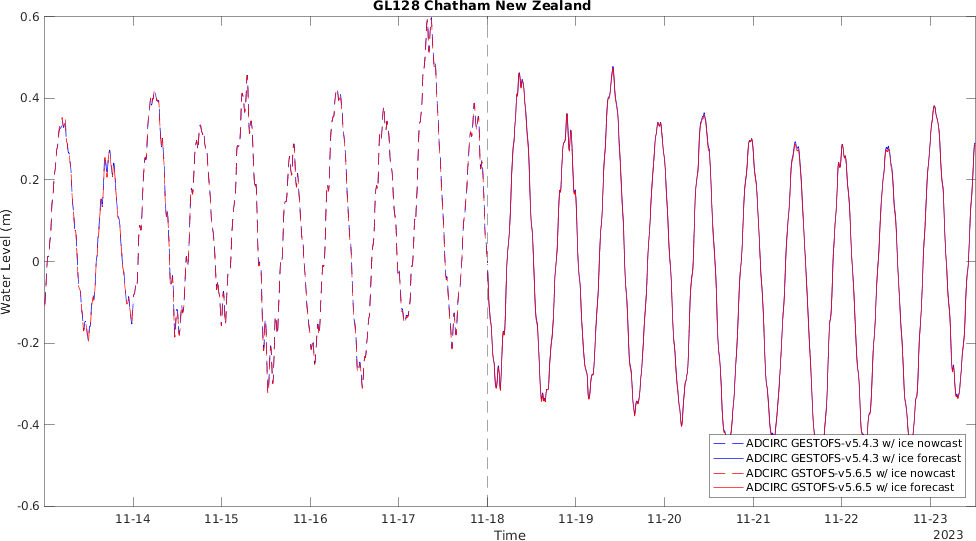 GL128 Chatham New Zealand
0.6
0.4
0.2
0
-0.2
-0.4
-0.6
Water Level (m)
ADCIRC GESTOFS-v5.4.3 w/ ice nowcast
ADCIRC GESTOFS-v5.4.3 w/ ice forecast
ADCIRC GSTOFS-v5.6.5 w/ ice nowcast
ADCIRC GSTOFS-v5.6.5 w/ ice forecast
11-14 11-15 11-16 11-17 11-18 11-19 11-20 11-21 11-22 11-23
Time
2023